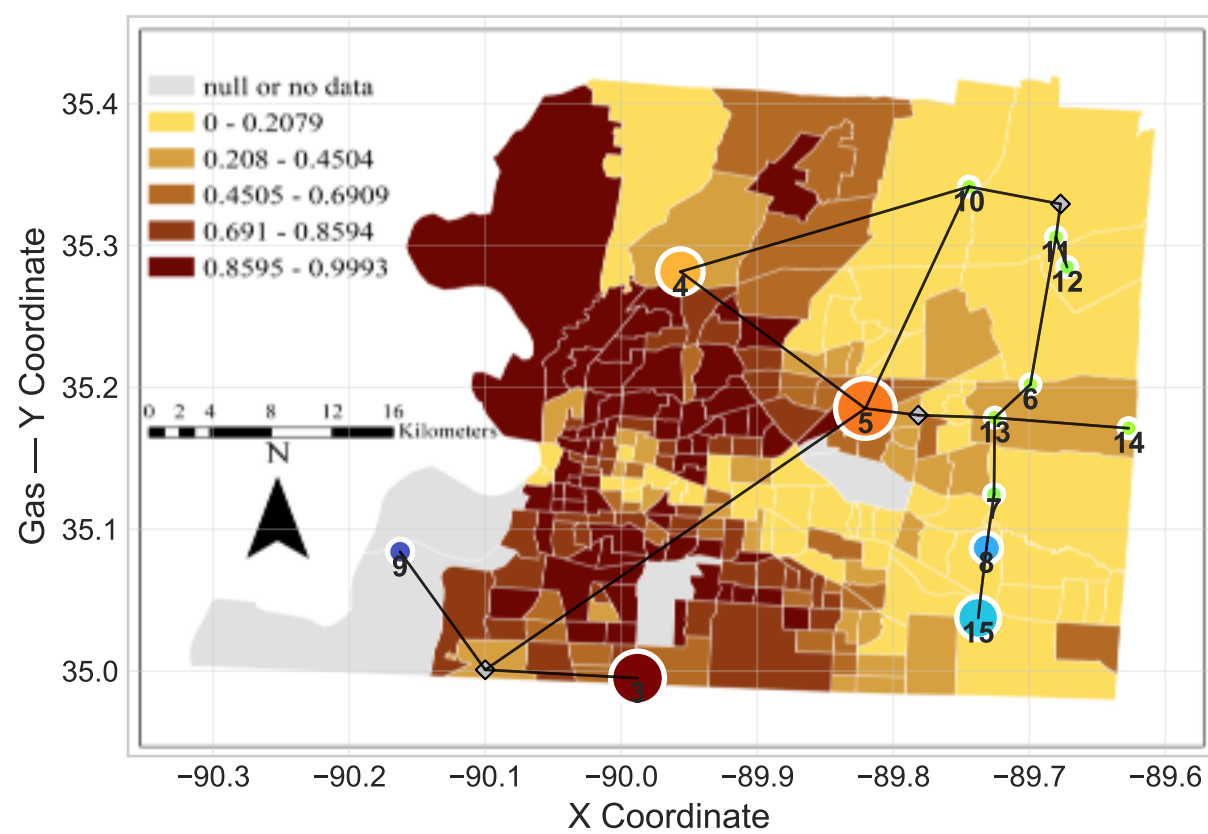 null or no data
0 - 0.2079
0.208 - 0.4504
0.4505 - 0.6909
0.691 - 0.8594
0.8595 - 0.9993
0 2 4 8 12 16
Kilometers
N
35.4
35.3
35.2
35.1
35.0
Gas — Y Coordinate
10
11
12
4
5
6
13
14
7
8
9
15
3
−90.3 −90.2 −90.1 −90.0 −89.9 −89.8 −89.7 −89.6
X Coordinate